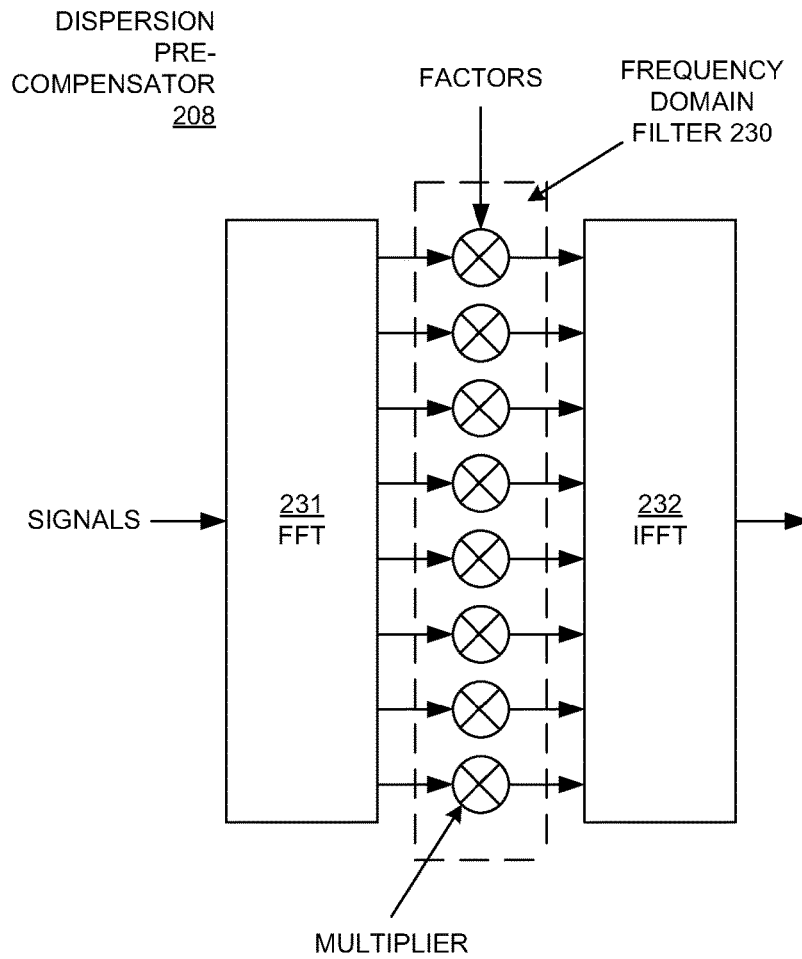 DISPERSION
PRE-
COMPENSATOR
208
FACTORS
FREQUENCY
DOMAIN
FILTER 230
SIGNALS
231
FFT
232
IFFT
MULTIPLIER